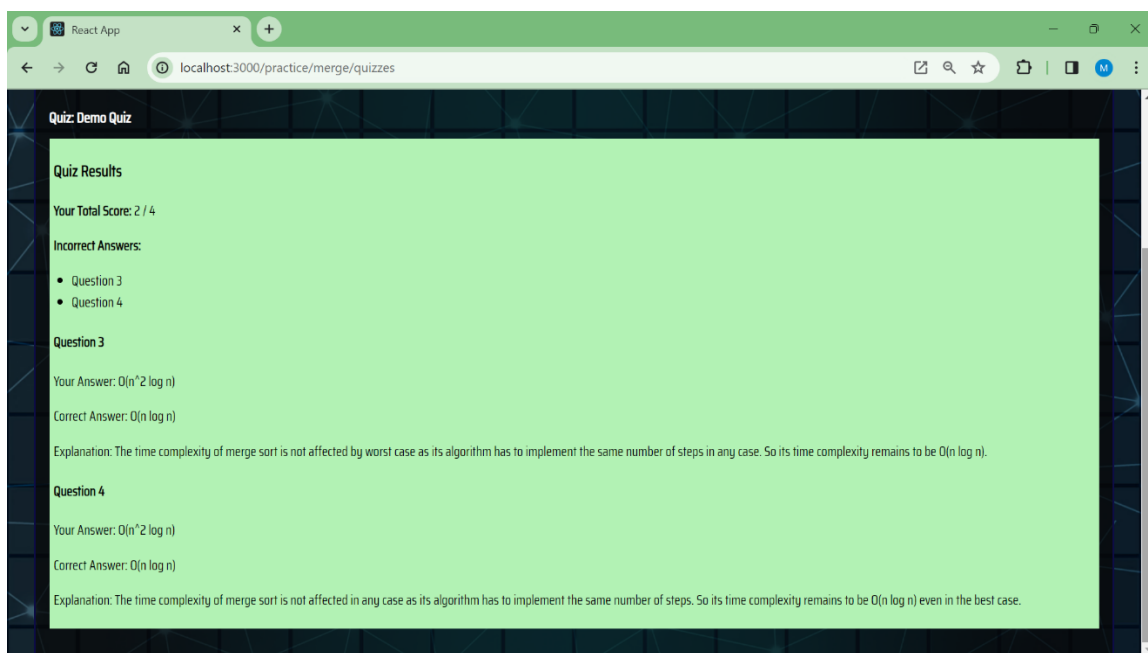 React App
localhost:3000/practice/merge/quizzes
M
Quiz: Demo Quiz
Quiz Results
Your Total Score: 2 / 4
Incorrect Answers:
Question 3
Question 4
Question 3
Your Answer: O(n^2 log n)
Correct Answer: O(n log n)
Explanation: The time complexity of merge sort is not affected by worst case as its algorithm has to implement the same number of steps in any case. So its time complexity remains to be O(n log n).
Question 4
Your Answer: O(n^2 log n)
Correct Answer: O(n log n)
Explanation: The time complexity of merge sort is not affected in any case as its algorithm has to implement the same number of steps. So its time complexity remains to be O(n log n) even in the best case.